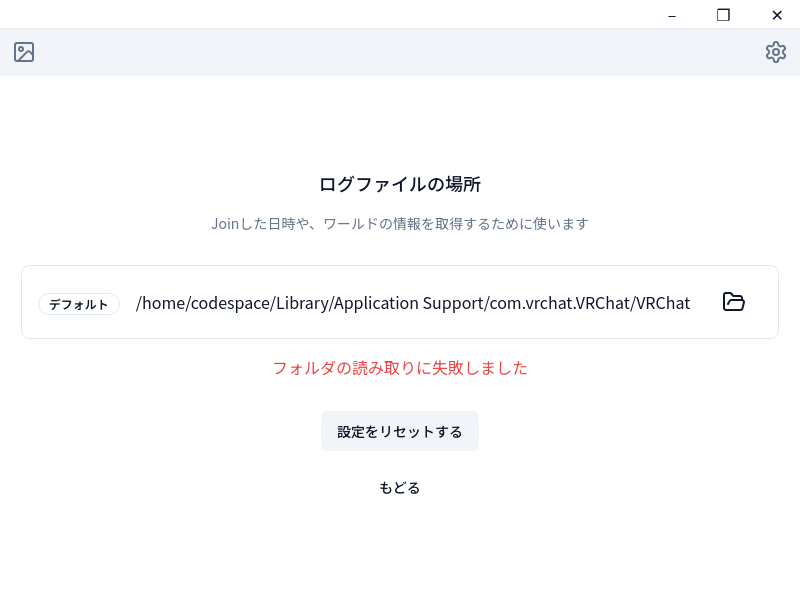 ログファイルの場所
Joinした日時や、ワールドの情報を取得するために使います
デフォルト /home/codespace/Library/Application Support/com.vrchat.VRChat/VRChat
フォルダの読み取りに失敗しました
設定をリセットする
もどる